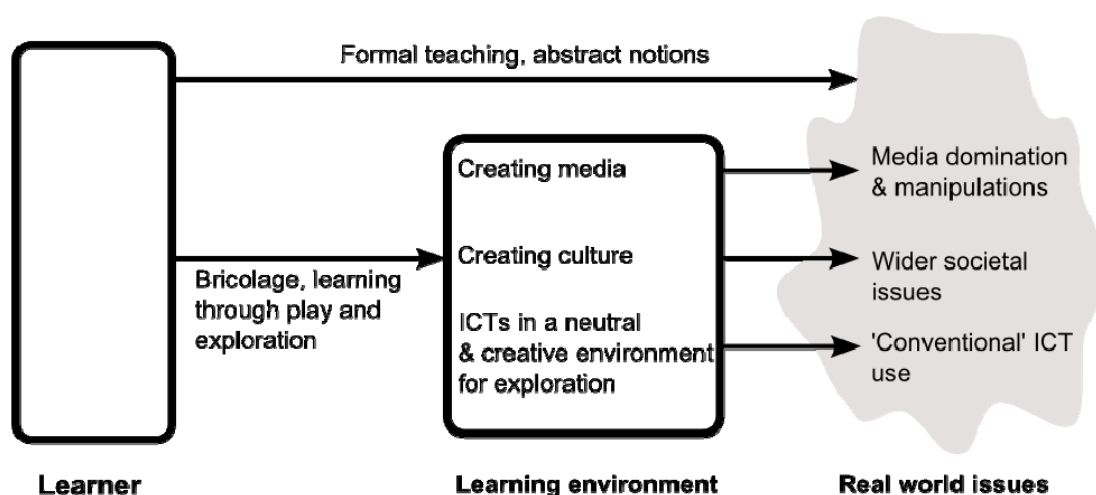 Formal teaching, abstract notions
Creating media
Media domination
& manipulations
Bricolage, learning
through play and
exploration
Creating culture
Wider societal
issues
ICTs in a neutral
& creative environment
for exploration
'Conventional' ICT
use
Learner
Learning environment
Real world issues